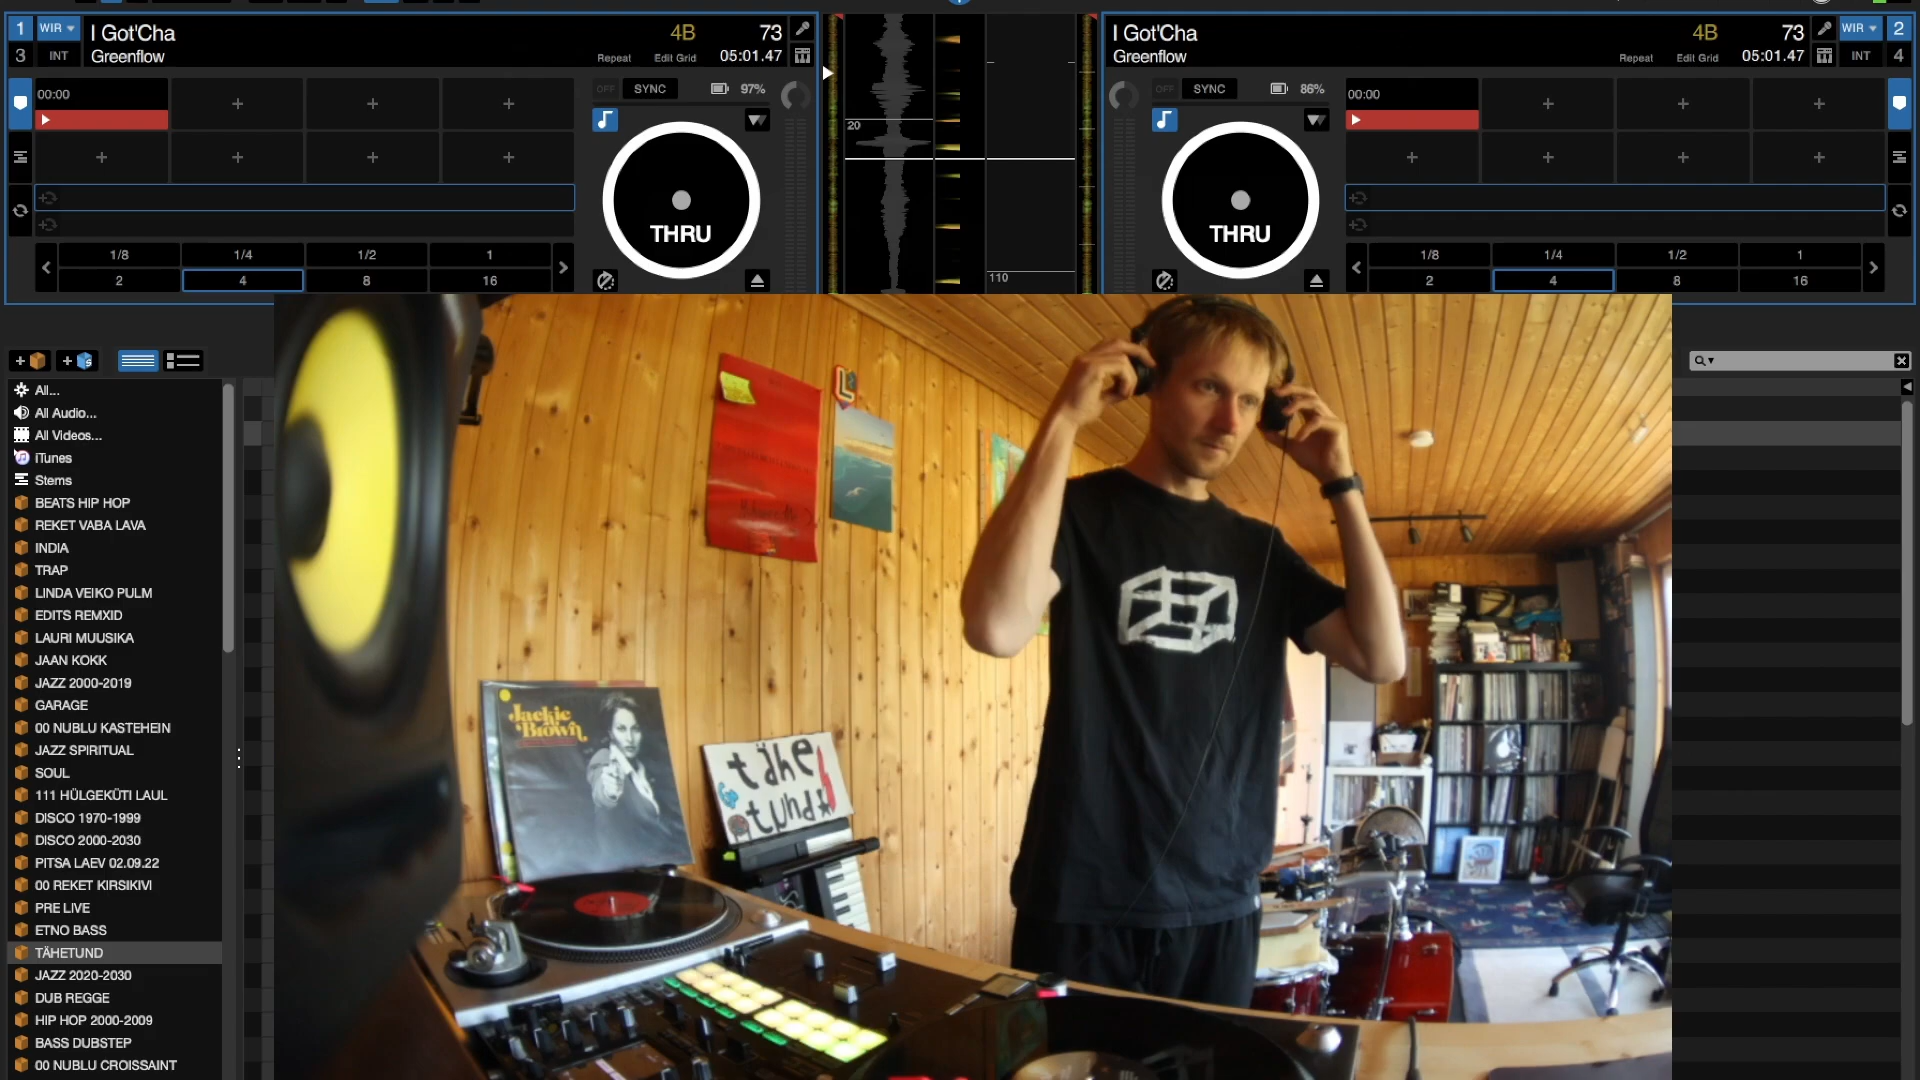 1 WIR I Got'Cha 4B 73
3 INT Greenflow Repeat Edit Grid 05:01.47
OFF SYNC 97%
00:00
THRU
1/8 1/4 1/2 1
2 4 8 16
20
110
I Got'Cha 4B 73 WIR 2
Greenflow Repeat Edit Grid 05:01.47 INT 4
OFF SYNC 86%
00:00
THRU
1/8 1/4 1/2 1
2 4 8 16
All...
All Audio...
All Videos...
iTunes
Stems
BEATS HIP HOP
REKET VABA LAVA
INDIA
TRAP
LINDA VEIKO PULM
EDITS REMXID
LAURI MUUSIKA
JAAN KOKK
JAZZ 2000-2019
GARAGE
00 NUBLU KASTEHEIN
JAZZ SPIRITUAL
SOUL
111 HÜLGEKÜTI LAUL
DISCO 1970-1999
DISCO 2000-2030
PITSA LAEV 02.09.22
00 REKET KIRSIKIVI
PRE LIVE
ETNO BASS
TÄHETUND
JAZZ 2020-2030
DUB REGGE
HIP HOP 2000-2009
BASS DUBSTEP
00 NUBLU CROISSAINT
Jackie
Brown
tähe
tund